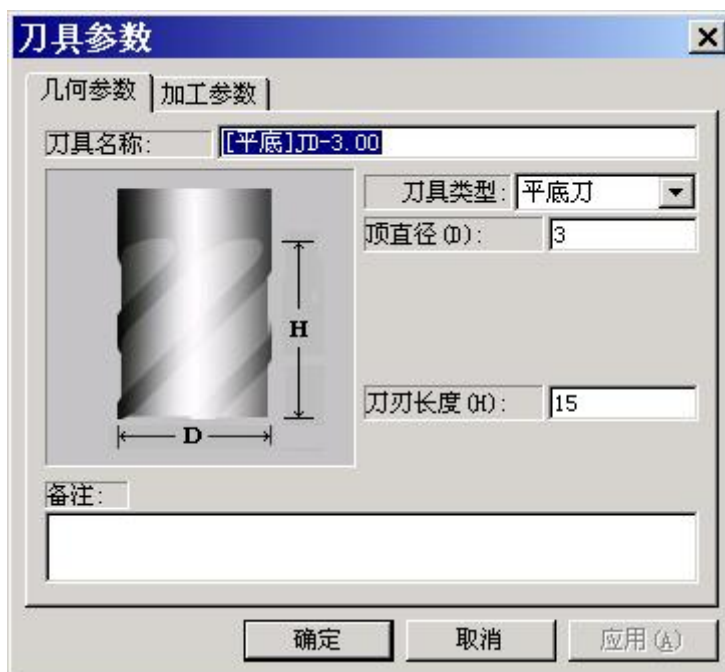 刀具参数
几何参数 加工参数
刀具名称: [平底]JD-3.00
刀具类型: 平底刀
顶直径(D): 3
H
刀刃长度(H): 15
D
备注:
确定 取消 应用(A)